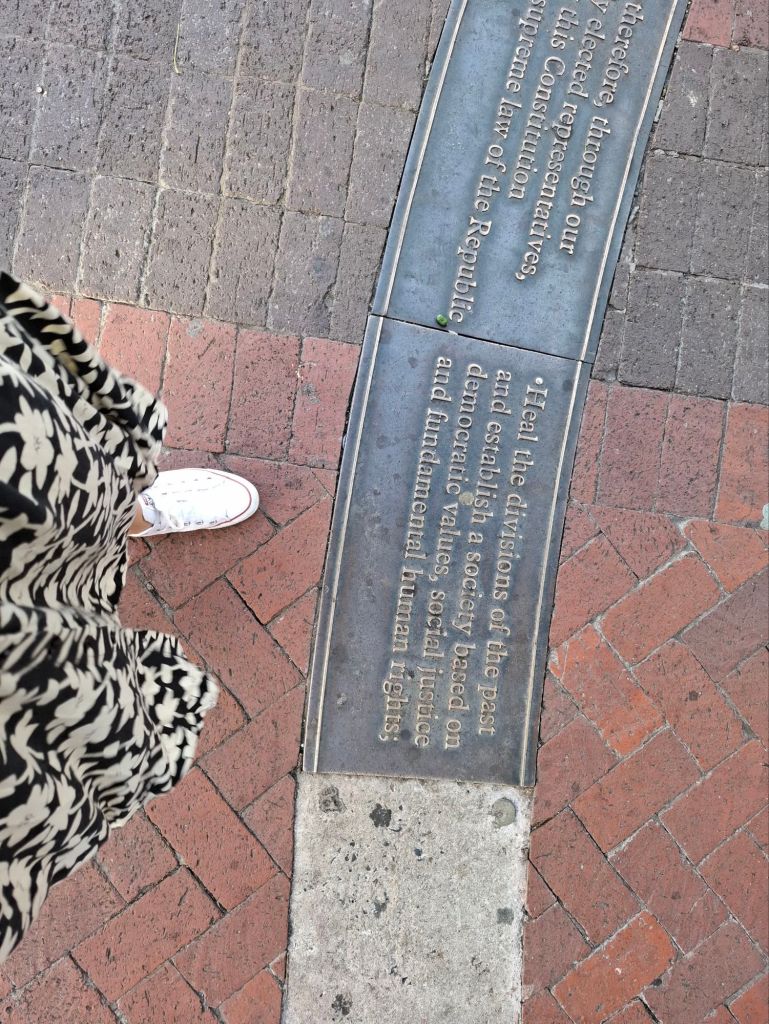 therefore, through our
elected representatives,
this Constitution
supreme law of the Republic
•Heal the divisions of the past
and establish a society based on
democratic values, social justice
and fundamental human rights;